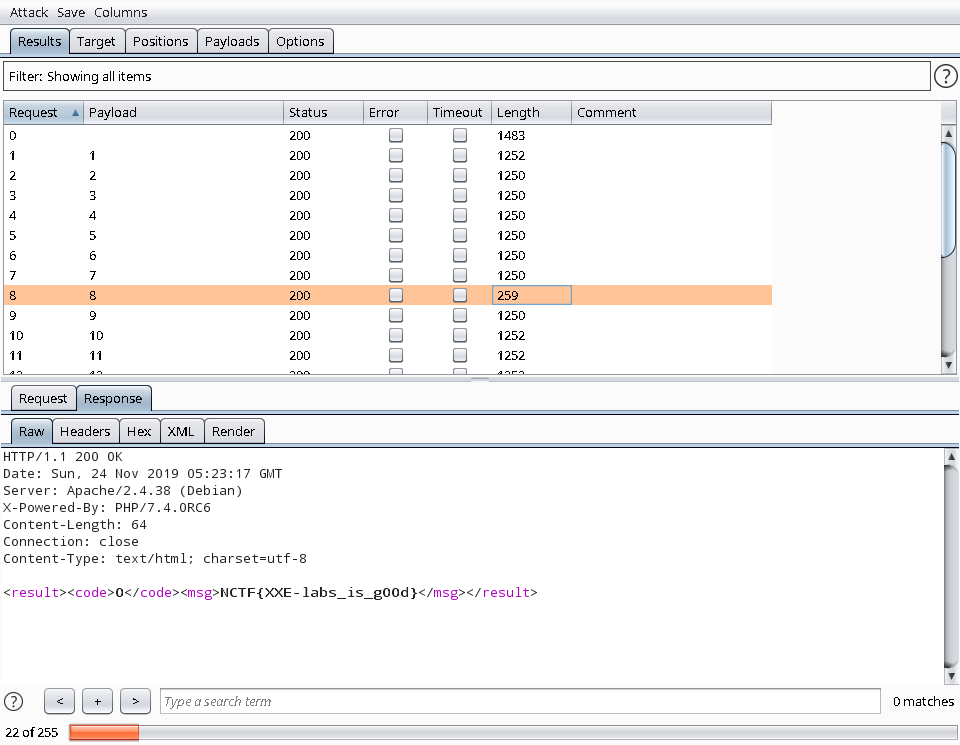 Attack Save Columns
Results Target Positions Payloads Options
Filter: Showing all items
?
Request Payload Status Error Timeout Length Comment
0 200 1483
1 1 200 1252
2 2 200 1250
3 3 200 1250
4 4 200 1250
5 5 200 1250
6 6 200 1250
7 7 200 1250
8 8 200 259
9 9 200 1250
10 10 200 1252
11 11 200 1252
Request Response
Raw Headers Hex XML Render
HTTP/1.1 200 OK
Date: Sun, 24 Nov 2019 05:23:17 GMT
Server: Apache/2.4.38 (Debian)
X-Powered-By: PHP/7.4.0RC6
Content-Length: 64
Connection: close
Content-Type: text/html; charset=utf-8
<result><code>0</code><msg>NCTF{XXE-labs_is_g00d}</msg></result>
? < + > Type a search term 0 matches
22 of 255